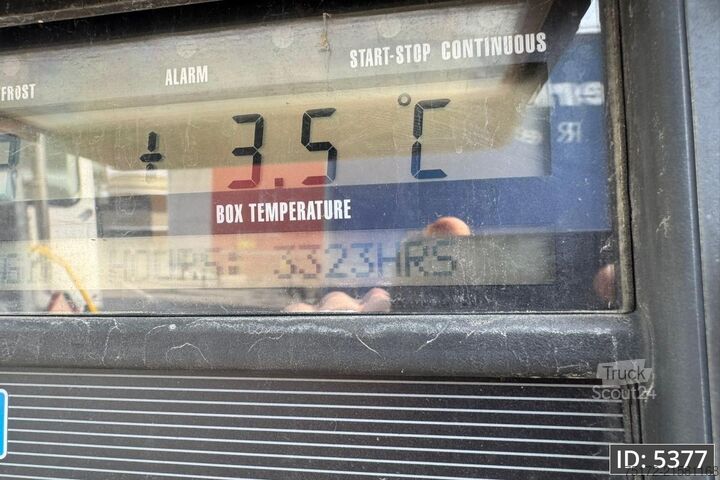 START-STOP CONTINUOUS
ALARM
FROST
+ 3.5 °C
BOX TEMPERATURE
HOURS: 3323HRS
Truck
Scout24
ID: 5377